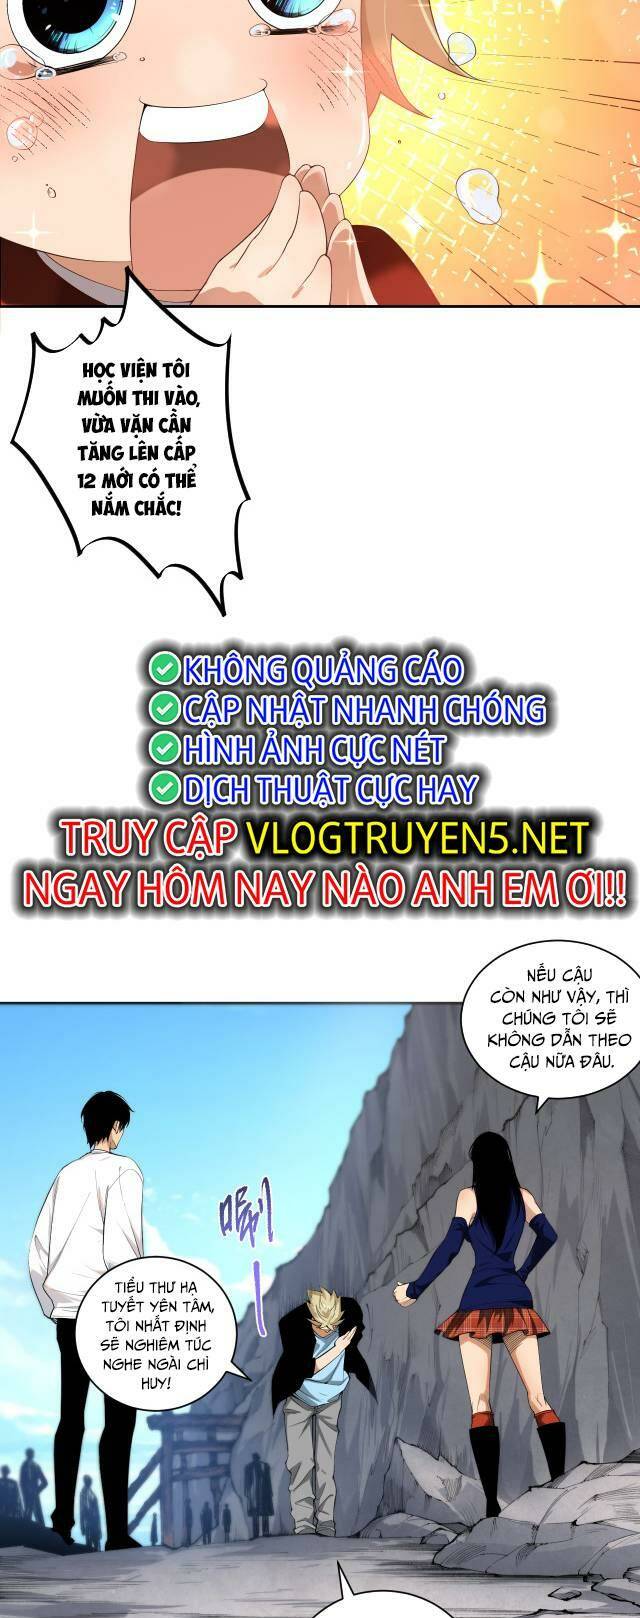 HỌC VIỆN TÔI
MUỐN THI VÀO,
VỪA VẶN CẦN
TĂNG LÊN CẤP
12 MỚI CÓ THỂ
NẮM CHẮC!
KHÔNG QUẢNG CÁO
CẬP NHẬT NHANH CHÓNG
HÌNH ẢNH CỰC NÉT
DỊCH THUẬT CỰC HAY
TRUY CẬP VLOGTRUYEN5.NET
NGAY HÔM NAY NÀO ANH EM ƠI!!
NẾU CẬU
CÒN NHƯ VẬY, THÌ
CHÚNG TÔI SẼ
KHÔNG DẪN THEO
CẬU NỮA ĐÂU.
TIỂU THƯ HẠ
TUYẾT YÊN TÂM,
TÔI NHẤT ĐỊNH
SẼ NGHIÊM TÚC
NGHE NGÀI CHỈ
HUY!